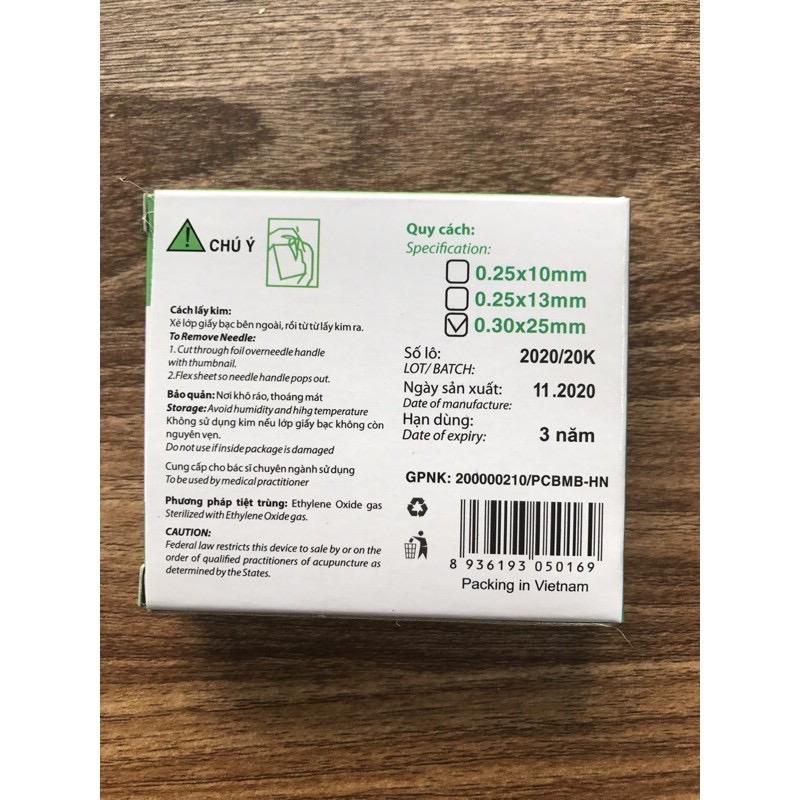 CHÚ Ý
Cách lấy kim:
Xé lớp giấy bạc bên ngoài, rồi từ từ lấy kim ra.
To Remove Needle:
1. Cut through foil overneedle handle
with thumbnail.
2.Flex sheet so needle handle pops out.
Bảo quản: Nơi khô ráo, thoáng mát
Storage: Avoid humidity and hihg temperature
Không sử dụng kim nếu lớp giấy bạc không còn
nguyên vẹn.
Do not use if inside package is damaged
Cung cấp cho bác sĩ chuyên ngành sử dụng
To be used by medical practitioner
Phương pháp tiệt trùng: Ethylene Oxide gas
Sterilized with Ethylene Oxide gas.
CAUTION:
Federal law restricts this device to sale by or on the
order of qualified practitioners of acupuncture as
determined by the States.
Quy cách:
Specification:
0.25x10mm
0.25x13mm
0.30x25mm
Số lô: 2020/20K
LOT/ BATCH:
Ngày sản xuất: 11.2020
Date of manufacture:
Hạn dùng:
Date of expiry: 3 năm
GPNK: 200000210/PCBMB-HN
8 936193 050169
Packing in Vietnam